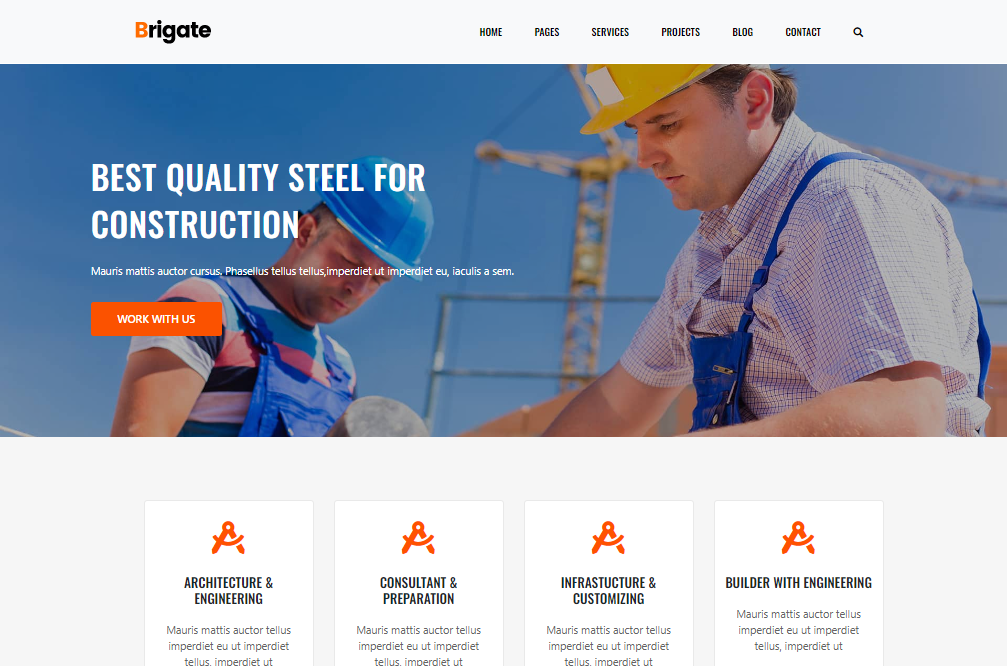 Brigate
HOME PAGES SERVICES PROJECTS BLOG CONTACT
BEST QUALITY STEEL FOR
CONSTRUCTION
Mauris mattis auctor cursus. Phasellus tellus tellus,imperdiet ut imperdiet eu, iaculis a sem.
WORK WITH US
ARCHITECTURE &
ENGINEERING
Mauris mattis auctor tellus
imperdiet eu ut imperdiet
tellus, imperdiet ut
CONSULTANT &
PREPARATION
Mauris mattis auctor tellus
imperdiet eu ut imperdiet
tellus, imperdiet ut
INFRASTUCTURE &
CUSTOMIZING
Mauris mattis auctor tellus
imperdiet eu ut imperdiet
tellus, imperdiet ut
BUILDER WITH ENGINEERING
Mauris mattis auctor tellus
imperdiet eu ut imperdiet
tellus, imperdiet ut